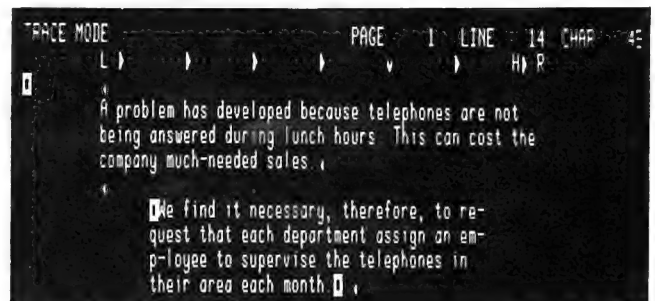 TRACE MODE PAGE 1 LINE 14 CHAR 45
L H R
A problem has developed because telephones are not
being answered during lunch hours. This can cost the
company much-needed sales.
We find it necessary, therefore, to re-
quest that each department assign an em-
p-loyee to supervise the telephones in
their area each month.